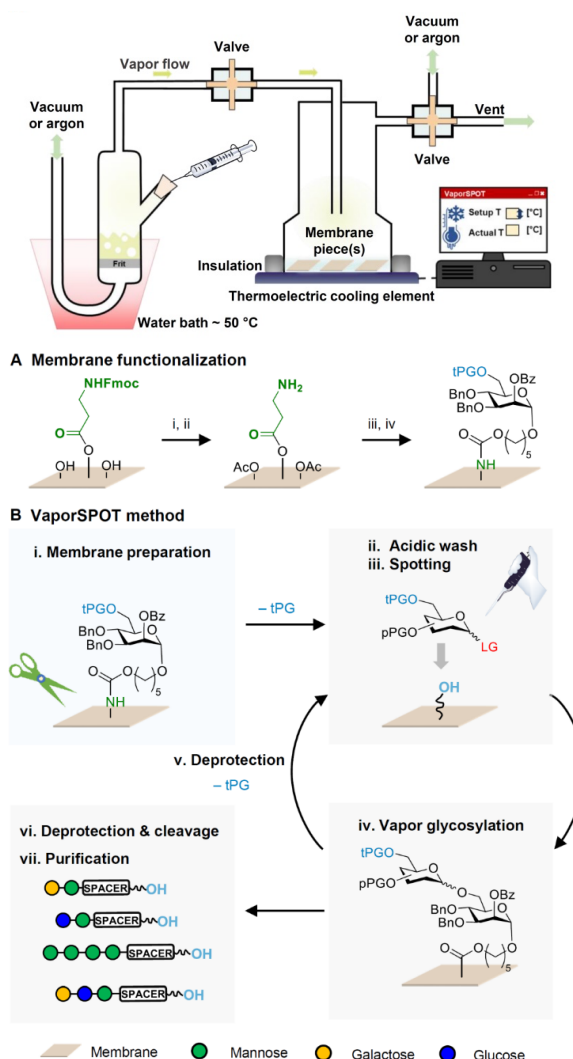 Valve
Vapor flow
Vacuum
or argon
Vacuum
or argon
Vent
Valve
VaporSPOT
Setup T [°C]
Actual T [°C]
Membrane
piece(s)
Frit
Insulation
Thermoelectric cooling element
Water bath ~ 50 °C
A Membrane functionalization
NHFmoc
O
O
OH
OH
i, ii
NH2
O
O
AcO
OAc
iii, iv
tPGO
OBz
BnO
BnO
O
O
O
O
5
NH
B VaporSPOT method
i. Membrane preparation
tPGO
OBz
BnO
BnO
O
O
O
O
5
NH
– tPG
ii. Acidic wash
iii. Spotting
tPGO
O
pPGO
LG
OH
v. Deprotection
– tPG
iv. Vapor glycosylation
tPGO
O
O
pPGO
OBz
BnO
BnO
O
O
O
5
vi. Deprotection & cleavage
vii. Purification
SPACER OH
SPACER OH
SPACER OH
SPACER OH
Membrane Mannose Galactose Glucose